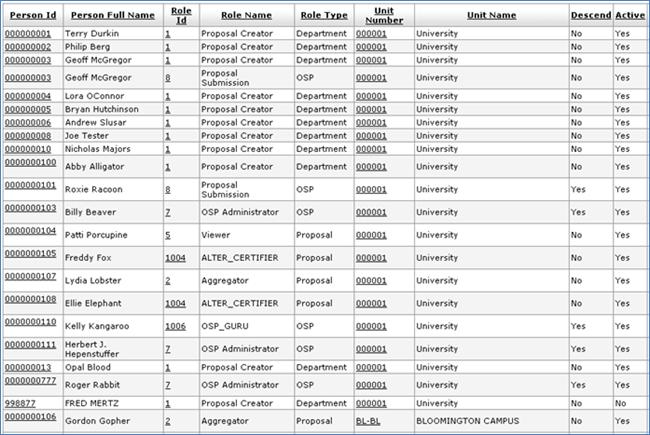 Person Id Person Full Name Role Id Role Name Role Type Unit Number Unit Name Descend Active
000000001 Terry Durkin 1 Proposal Creator Department 000001 University No Yes
000000002 Philip Berg 1 Proposal Creator Department 000001 University No Yes
000000003 Geoff McGregor 1 Proposal Creator Department 000001 University No Yes
000000003 Geoff McGregor 8 Proposal Submission OSP 000001 University No Yes
000000004 Lora OConnor 1 Proposal Creator Department 000001 University No Yes
000000005 Bryan Hutchinson 1 Proposal Creator Department 000001 University No Yes
000000006 Andrew Slusar 1 Proposal Creator Department 000001 University No Yes
000000008 Joe Tester 1 Proposal Creator Department 000001 University No Yes
000000010 Nicholas Majors 1 Proposal Creator Department 000001 University No Yes
0000000100 Abby Alligator 1 Proposal Creator Department 000001 University No Yes
0000000101 Roxie Racoon 8 Proposal Submission OSP 000001 University Yes Yes
0000000103 Billy Beaver 7 OSP Administrator OSP 000001 University Yes Yes
0000000104 Patti Porcupine 5 Viewer Proposal 000001 University No Yes
0000000105 Freddy Fox 1004 ALTER_CERTIFIER Proposal 000001 University No Yes
0000000107 Lydia Lobster 2 Aggregator Proposal 000001 University No Yes
0000000108 Ellie Elephant 1004 ALTER_CERTIFIER Proposal 000001 University No Yes
0000000110 Kelly Kangaroo 1006 OSP_GURU OSP 000001 University Yes Yes
0000000111 Herbert J. Hepenstuffer 7 OSP Administrator OSP 000001 University Yes Yes
000000013 Opal Blood 1 Proposal Creator Department 000001 University No Yes
0000000777 Roger Rabbit 7 OSP Administrator OSP 000001 University Yes Yes
998877 FRED MERTZ 1 Proposal Creator Department 000001 University No No
0000000106 Gordon Gopher 2 Aggregator Proposal BL-BL BLOOMINGTON CAMPUS No Yes